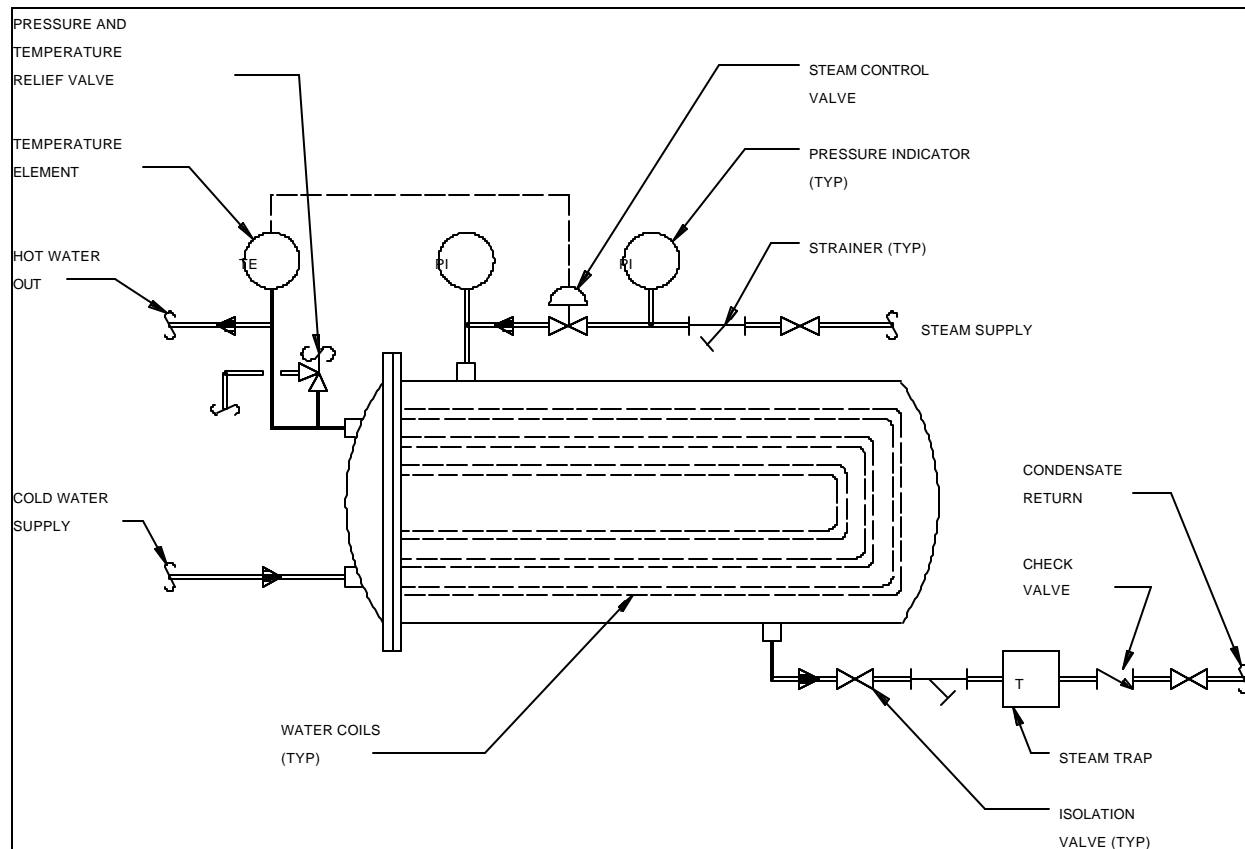 PRESSURE AND
TEMPERATURE
RELIEF VALVE
STEAM CONTROL
VALVE
TEMPERATURE
ELEMENT
PRESSURE INDICATOR
(TYP)
HOT WATER
OUT
TE
PI
PI
STRAINER (TYP)
STEAM SUPPLY
COLD WATER
SUPPLY
CONDENSATE
RETURN
CHECK
VALVE
T
WATER COILS
(TYP)
STEAM TRAP
ISOLATION
VALVE (TYP)